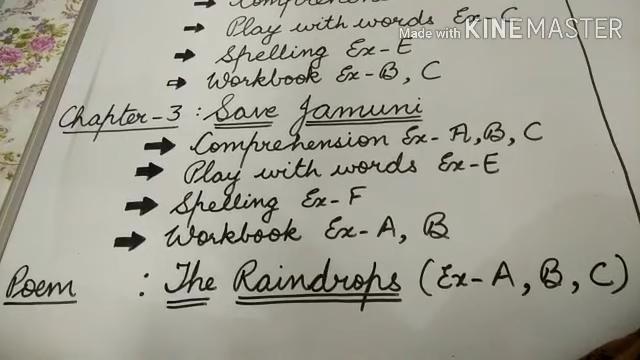 → Comprehen
→ Play with words Ex-C
Made with KINEMASTER
→ Spelling Ex-E
→ Workbook Ex-B, C
Chapter-3 : Save Jamuni
→ Comprehension Ex-A, B, C
→ Play with words Ex-E
→ Spelling Ex-F
→ Workbook Ex-A, B
Poem : The Raindrops (Ex-A, B, C)